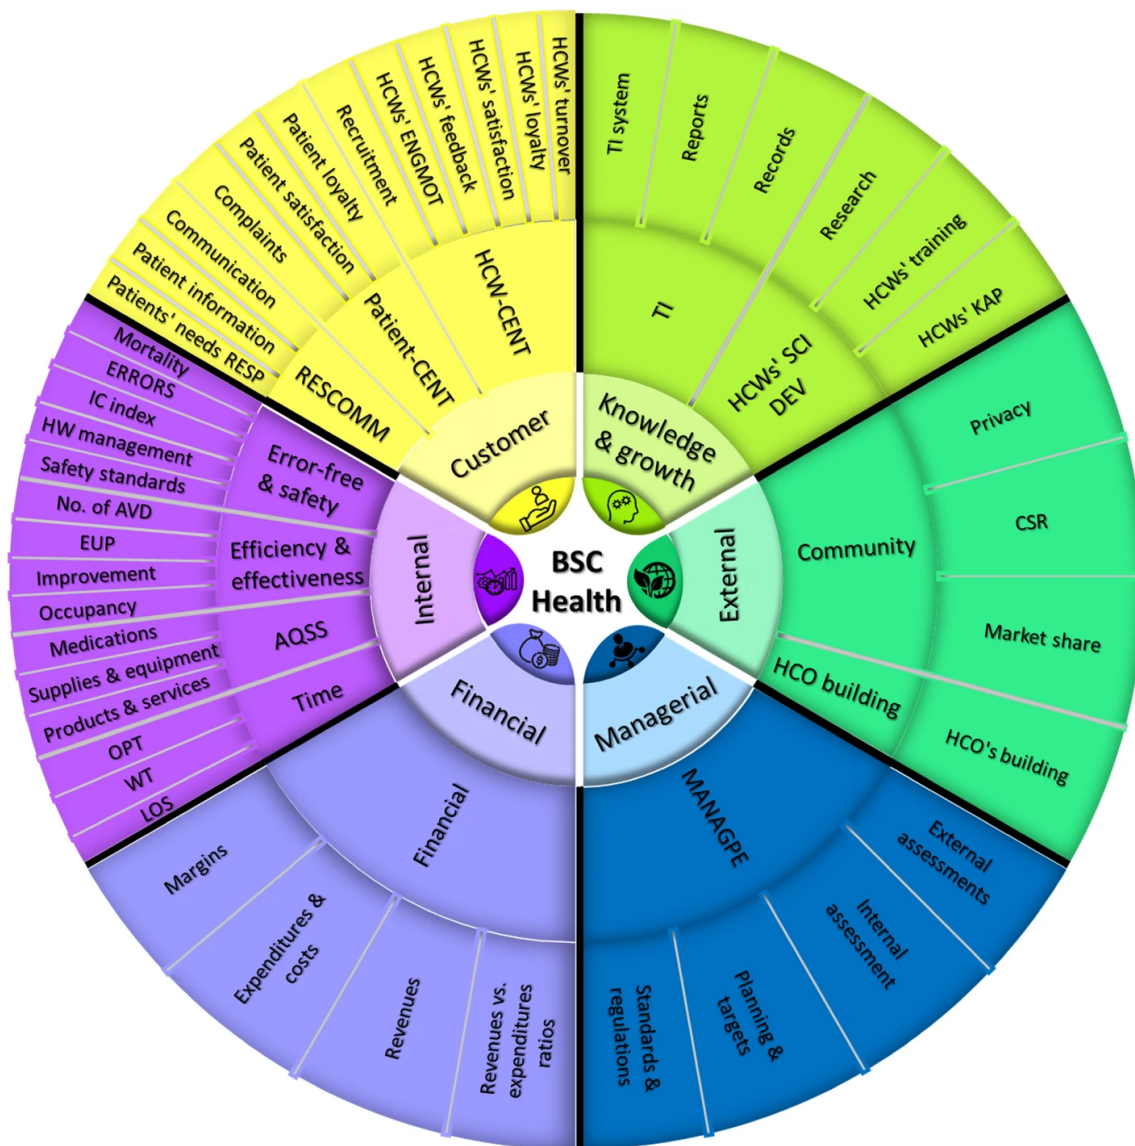 BSC
Health
Customer
Knowledge
& growth
External
Managerial
Financial
Internal
HCW-CENT
Patient-CENT
RESCOMM
TI
HCWs' SCI
DEV
Community
HCO building
MANAGPE
Financial
Time
AQSS
Efficiency &
effectiveness
Error-free
& safety
TI system
Reports
Records
Research
HCWs' training
HCWs' KAP
Privacy
CSR
Market share
HCO's building
External
assessments
Internal
assessment
Planning &
targets
Standards &
regulations
Revenues vs.
expenditures
ratios
Revenues
Expenditures &
costs
Margins
LOS
WT
OPT
Products & services
Supplies & equipment
Medications
Occupancy
Improvement
EUP
No. of AVD
Safety standards
HW management
IC index
ERRORS
Mortality
Patients' needs RESP
Patient information
Communication
Complaints
Patient satisfaction
Patient loyalty
Recruitment
HCWs' ENGMOT
HCWs' feedback
HCWs' satisfaction
HCWs' loyalty
HCWs' turnover